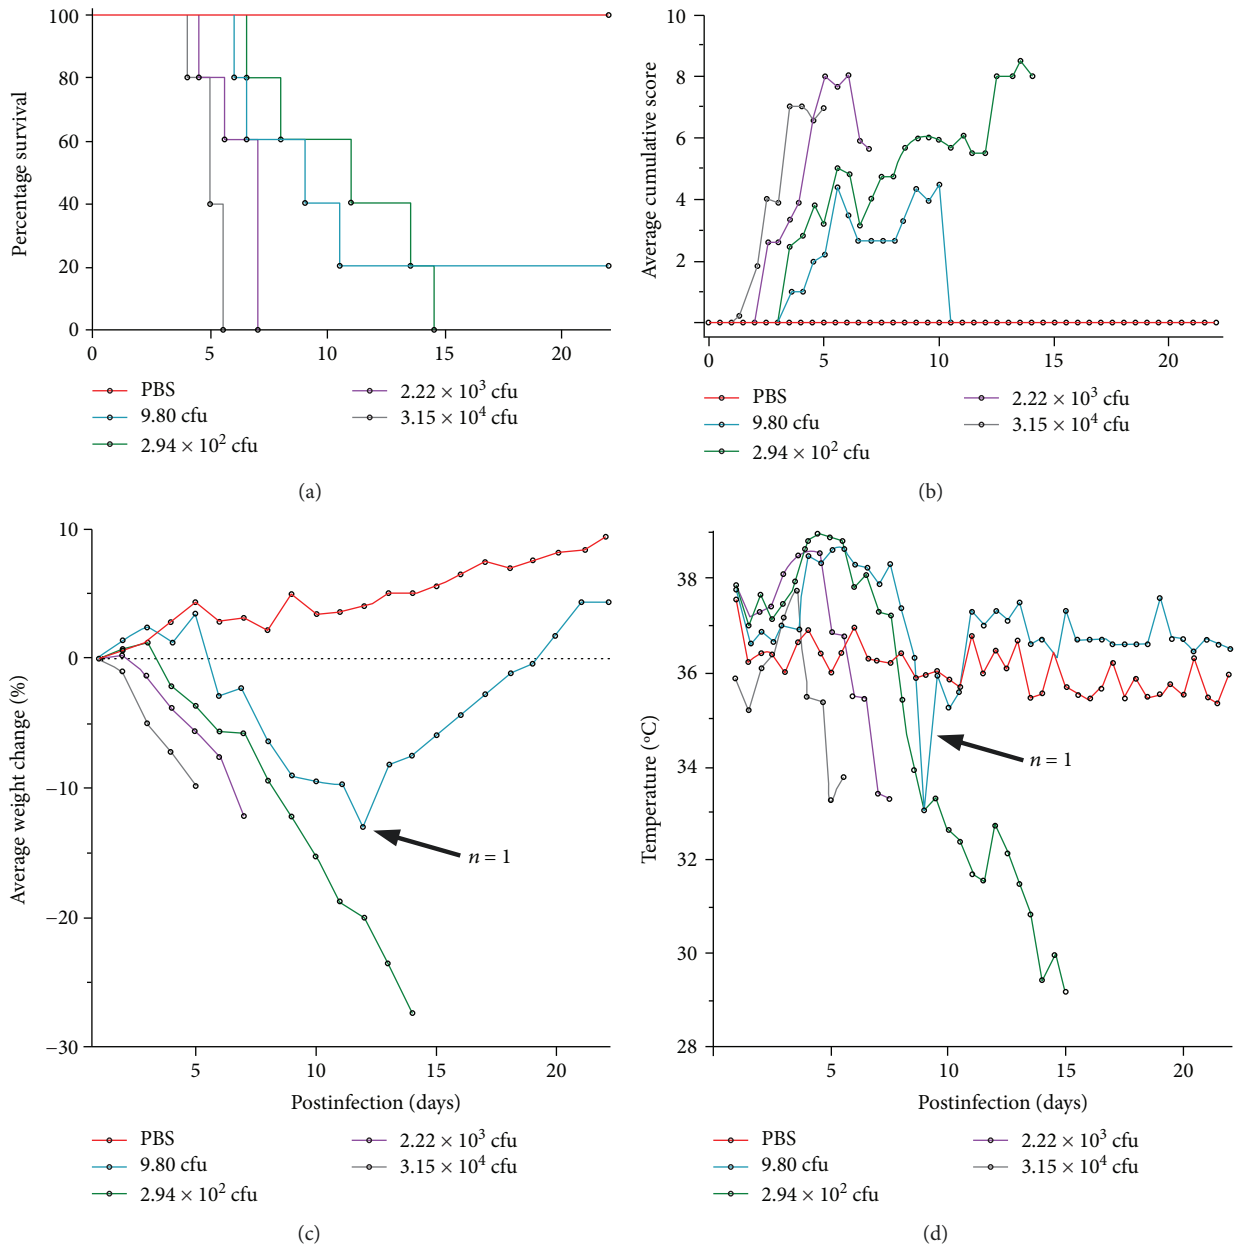 100
80
60
40
20
0
Percentage survival
0 5 10 15 20
PBS
9.80 cfu
2.94 × 10² cfu
2.22 × 10³ cfu
3.15 × 10⁴ cfu
(a)
10
8
6
4
2
Average cumulative score
0 5 10 15 20
PBS
9.80 cfu
2.94 × 10² cfu
2.22 × 10³ cfu
3.15 × 10⁴ cfu
(b)
10
0
−10
−20
−30
Average weight change (%)
n = 1
5 10 15 20
Postinfection (days)
PBS
9.80 cfu
2.94 × 10² cfu
2.22 × 10³ cfu
3.15 × 10⁴ cfu
(c)
38
36
34
32
30
28
Temperature (°C)
n = 1
5 10 15 20
Postinfection (days)
PBS
9.80 cfu
2.94 × 10² cfu
2.22 × 10³ cfu
3.15 × 10⁴ cfu
(d)